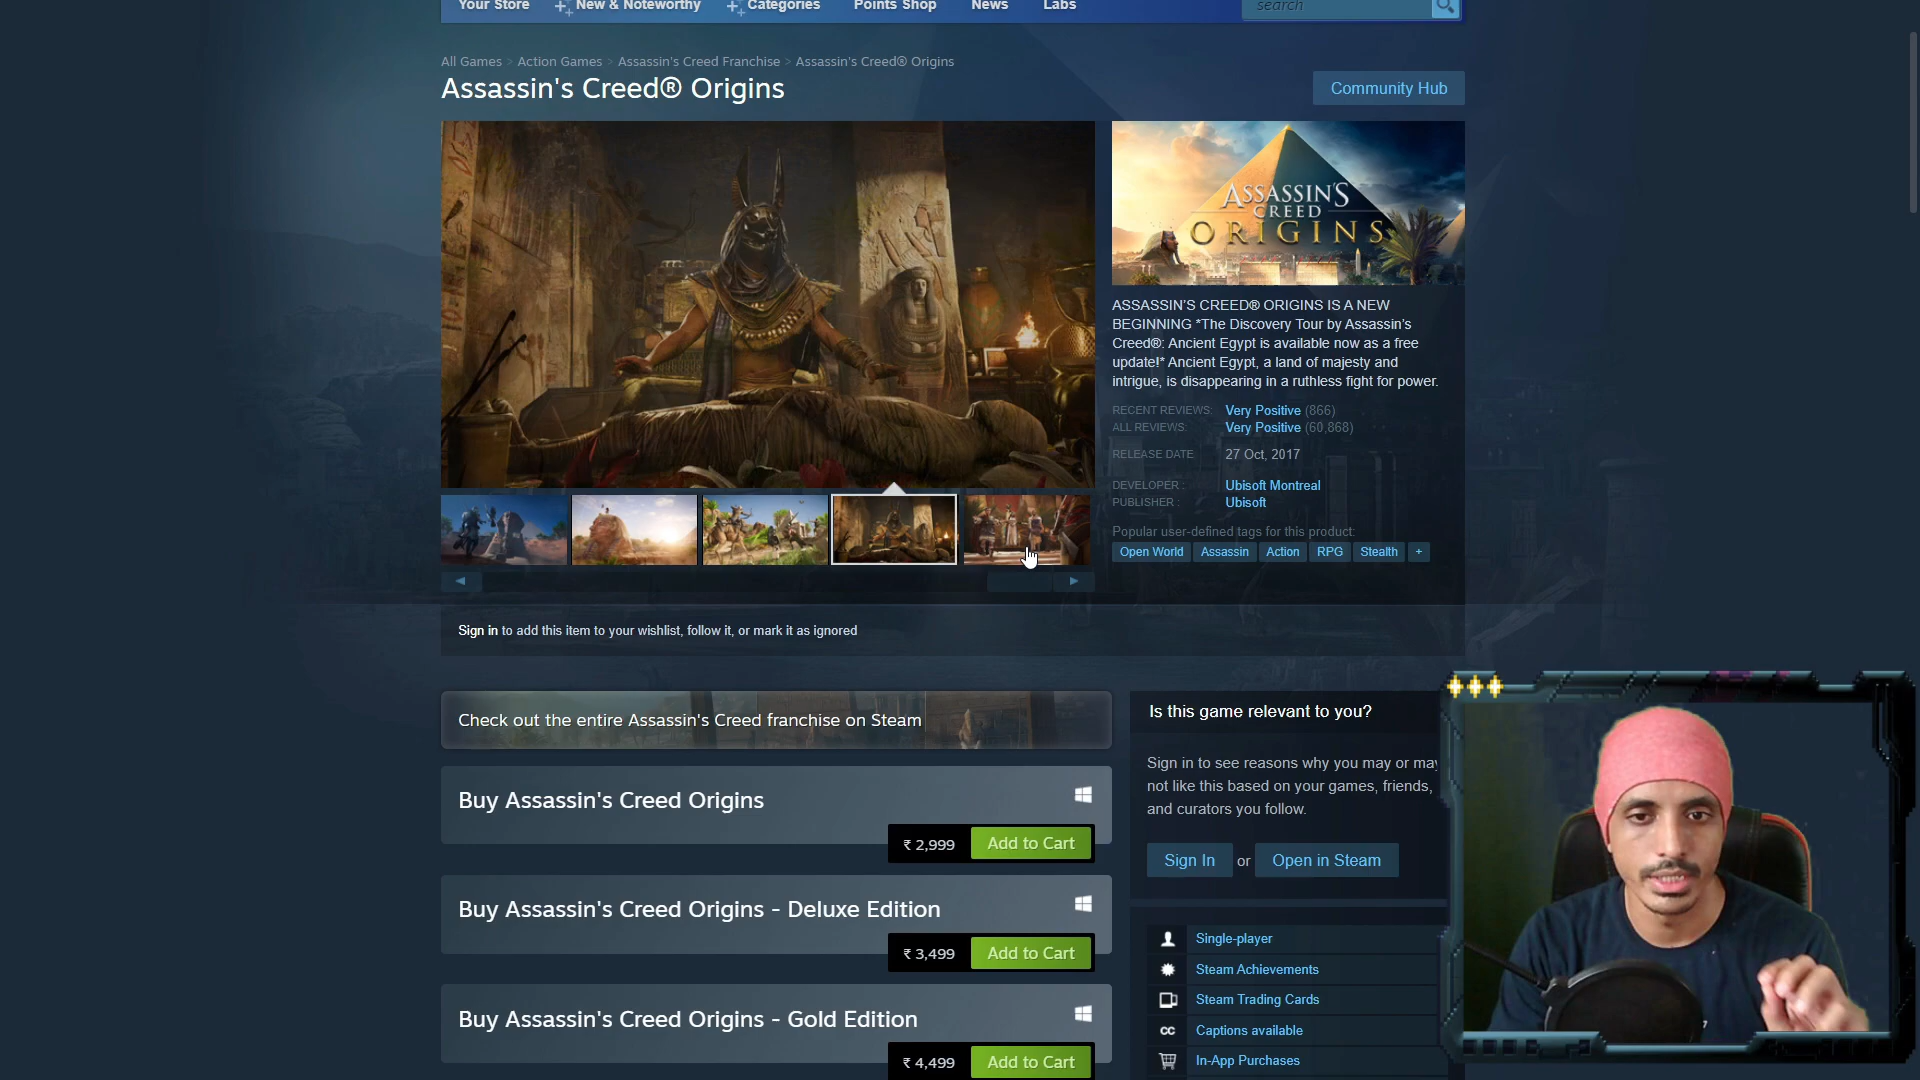 Your Store
New & Noteworthy
Categories
Points Shop
News
Labs
search
All Games > Action Games > Assassin's Creed Franchise > Assassin's Creed® Origins
Assassin's Creed® Origins
Community Hub
ASSASSIN'S
CREED
ORIGINS
ASSASSIN'S CREED® ORIGINS IS A NEW
BEGINNING *The Discovery Tour by Assassin's
Creed®: Ancient Egypt is available now as a free
update!* Ancient Egypt, a land of majesty and
intrigue, is disappearing in a ruthless fight for power.
RECENT REVIEWS: Very Positive (866)
ALL REVIEWS: Very Positive (60,868)
RELEASE DATE: 27 Oct, 2017
DEVELOPER: Ubisoft Montreal
PUBLISHER: Ubisoft
Popular user-defined tags for this product:
Open World Assassin Action RPG Stealth +
Sign in to add this item to your wishlist, follow it, or mark it as ignored
Check out the entire Assassin's Creed franchise on Steam
Buy Assassin's Creed Origins
₹ 2,999 Add to Cart
Buy Assassin's Creed Origins - Deluxe Edition
₹ 3,499 Add to Cart
Buy Assassin's Creed Origins - Gold Edition
₹ 4,499 Add to Cart
Is this game relevant to you?
Sign in to see reasons why you may or may
not like this based on your games, friends,
and curators you follow.
Sign In or Open in Steam
Single-player
Steam Achievements
Steam Trading Cards
cc Captions available
In-App Purchases